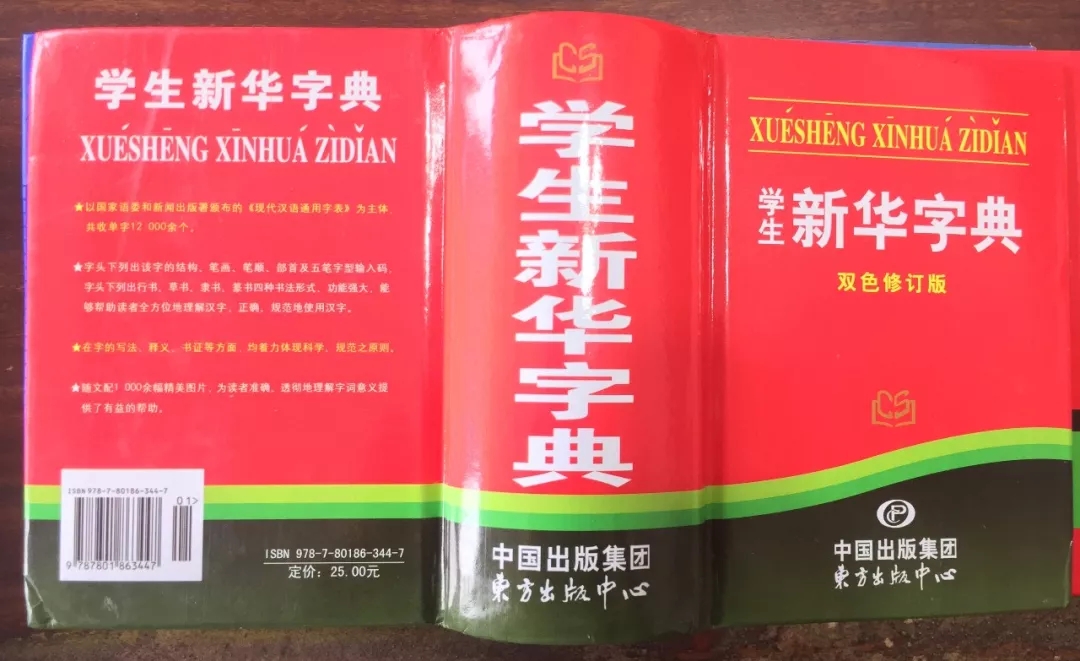 学生新华字典
XUÉSHĒNG XĪNHUÁ ZÌDIǍN
★以国家语委和新闻出版署颁布的《现代汉语通用字表》为主体,
共收单字12 000余个。
★字头下列出该字的结构、笔画、笔顺、部首及五笔字型输入码,
字头下列出行书、草书、隶书、篆书四种书法形式、功能强大、能
够帮助读者全方位地理解汉字,正确、规范地使用汉字。
★在字的写法、释义、书证等方面,均着力体现科学、规范之原则。
★随文配1 000余幅精美图片,为读者准确、透彻地理解字词意义提
供了有益的帮助。
ISBN 978-7-80186-344-7
01>
9 787801 863447
ISBN 978-7-80186-344-7
定价:25.00元
CS
学生新华字典
中国出版集团
东方出版中心
XUÉSHĒNG XĪNHUÁ ZÌDIǍN
学生
新华字典
双色修订版
CS
中国出版集团
东方出版中心